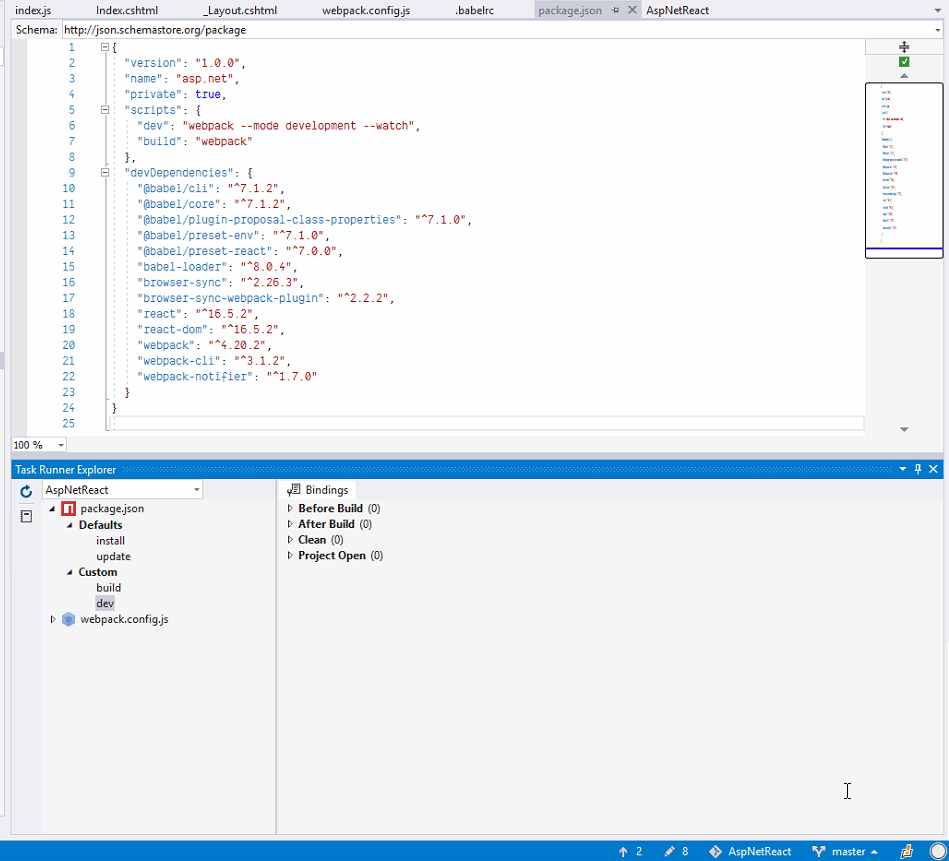 index.js Index.cshtml _Layout.cshtml webpack.config.js .babelrc package.json AspNetReact
Schema: http://json.schemastore.org/package
1 {
2 "version": "1.0.0",
3 "name": "asp.net",
4 "private": true,
5 "scripts": {
6 "dev": "webpack --mode development --watch",
7 "build": "webpack"
8 },
9 "devDependencies": {
10 "@babel/cli": "^7.1.2",
11 "@babel/core": "^7.1.2",
12 "@babel/plugin-proposal-class-properties": "^7.1.0",
13 "@babel/preset-env": "^7.1.0",
14 "@babel/preset-react": "^7.0.0",
15 "babel-loader": "^8.0.4",
16 "browser-sync": "^2.26.3",
17 "browser-sync-webpack-plugin": "^2.2.2",
18 "react": "^16.5.2",
19 "react-dom": "^16.5.2",
20 "webpack": "^4.20.2",
21 "webpack-cli": "^3.1.2",
22 "webpack-notifier": "^1.7.0"
23 }
24 }
25
100 %
Task Runner Explorer
AspNetReact
package.json
Defaults
install
update
Custom
build
dev
webpack.config.js
Bindings
Before Build (0)
After Build (0)
Clean (0)
Project Open (0)
2 8 AspNetReact master